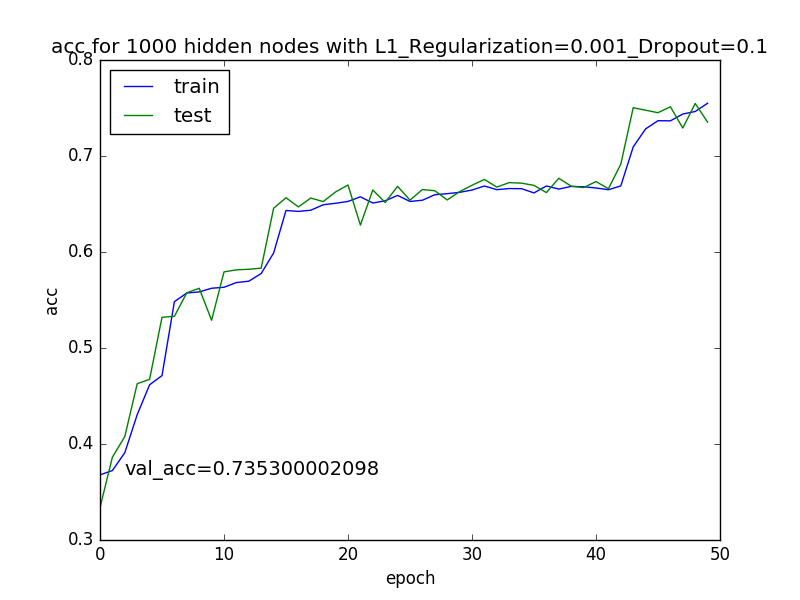 acc for 1000 hidden nodes with L1_Regularization=0.001_Dropout=0.1
0.8
train
test
0.7
0.6
acc
0.5
0.4
val_acc=0.735300002098
0.3
0 10 20 30 40 50
epoch